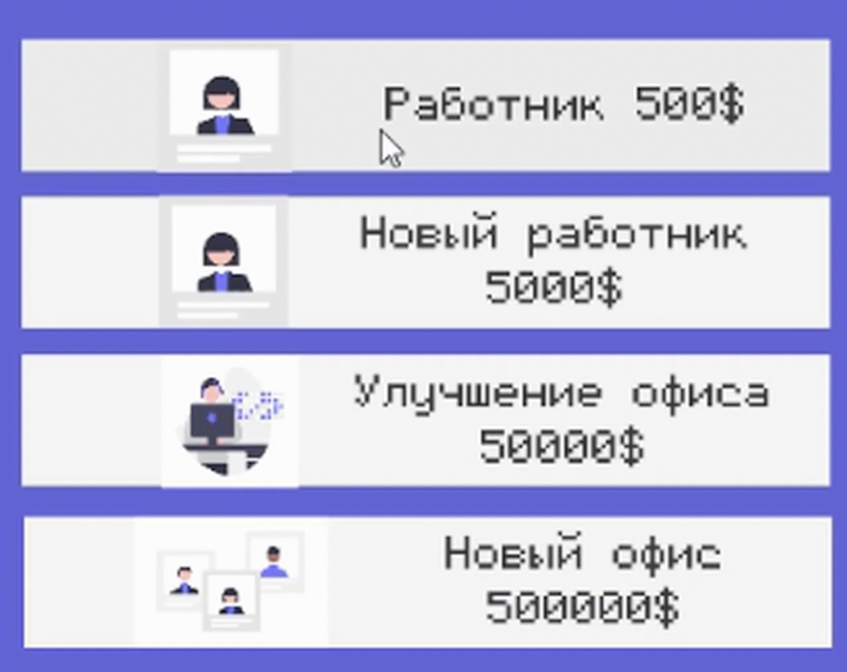 Работник 500$
Новый работник
5000$
Улучшение офиса
50000$
Новый офис
500000$